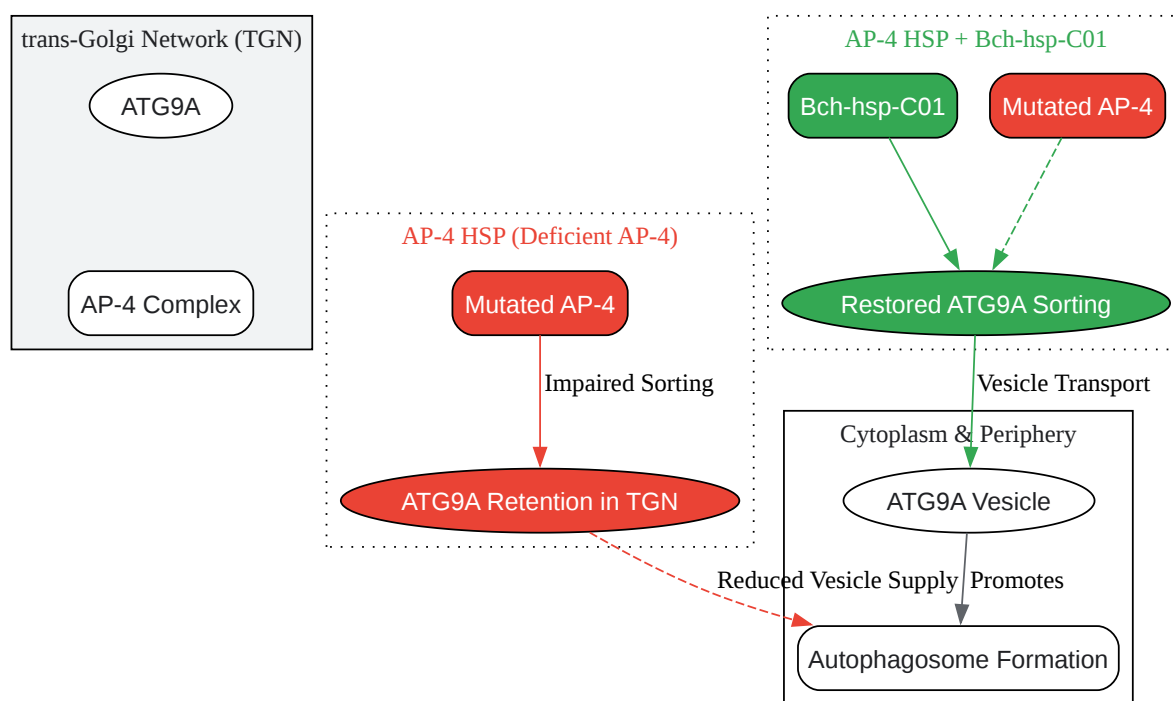 trans-Golgi Network (TGN)
ATG9A
AP-4 Complex
AP-4 HSP (Deficient AP-4)
Mutated AP-4
Impaired Sorting
ATG9A Retention in TGN
Reduced Vesicle Supply
AP-4 HSP + Bch-hsp-C01
Bch-hsp-C01
Mutated AP-4
Restored ATG9A Sorting
Vesicle Transport
Cytoplasm & Periphery
ATG9A Vesicle
Promotes
Autophagosome Formation